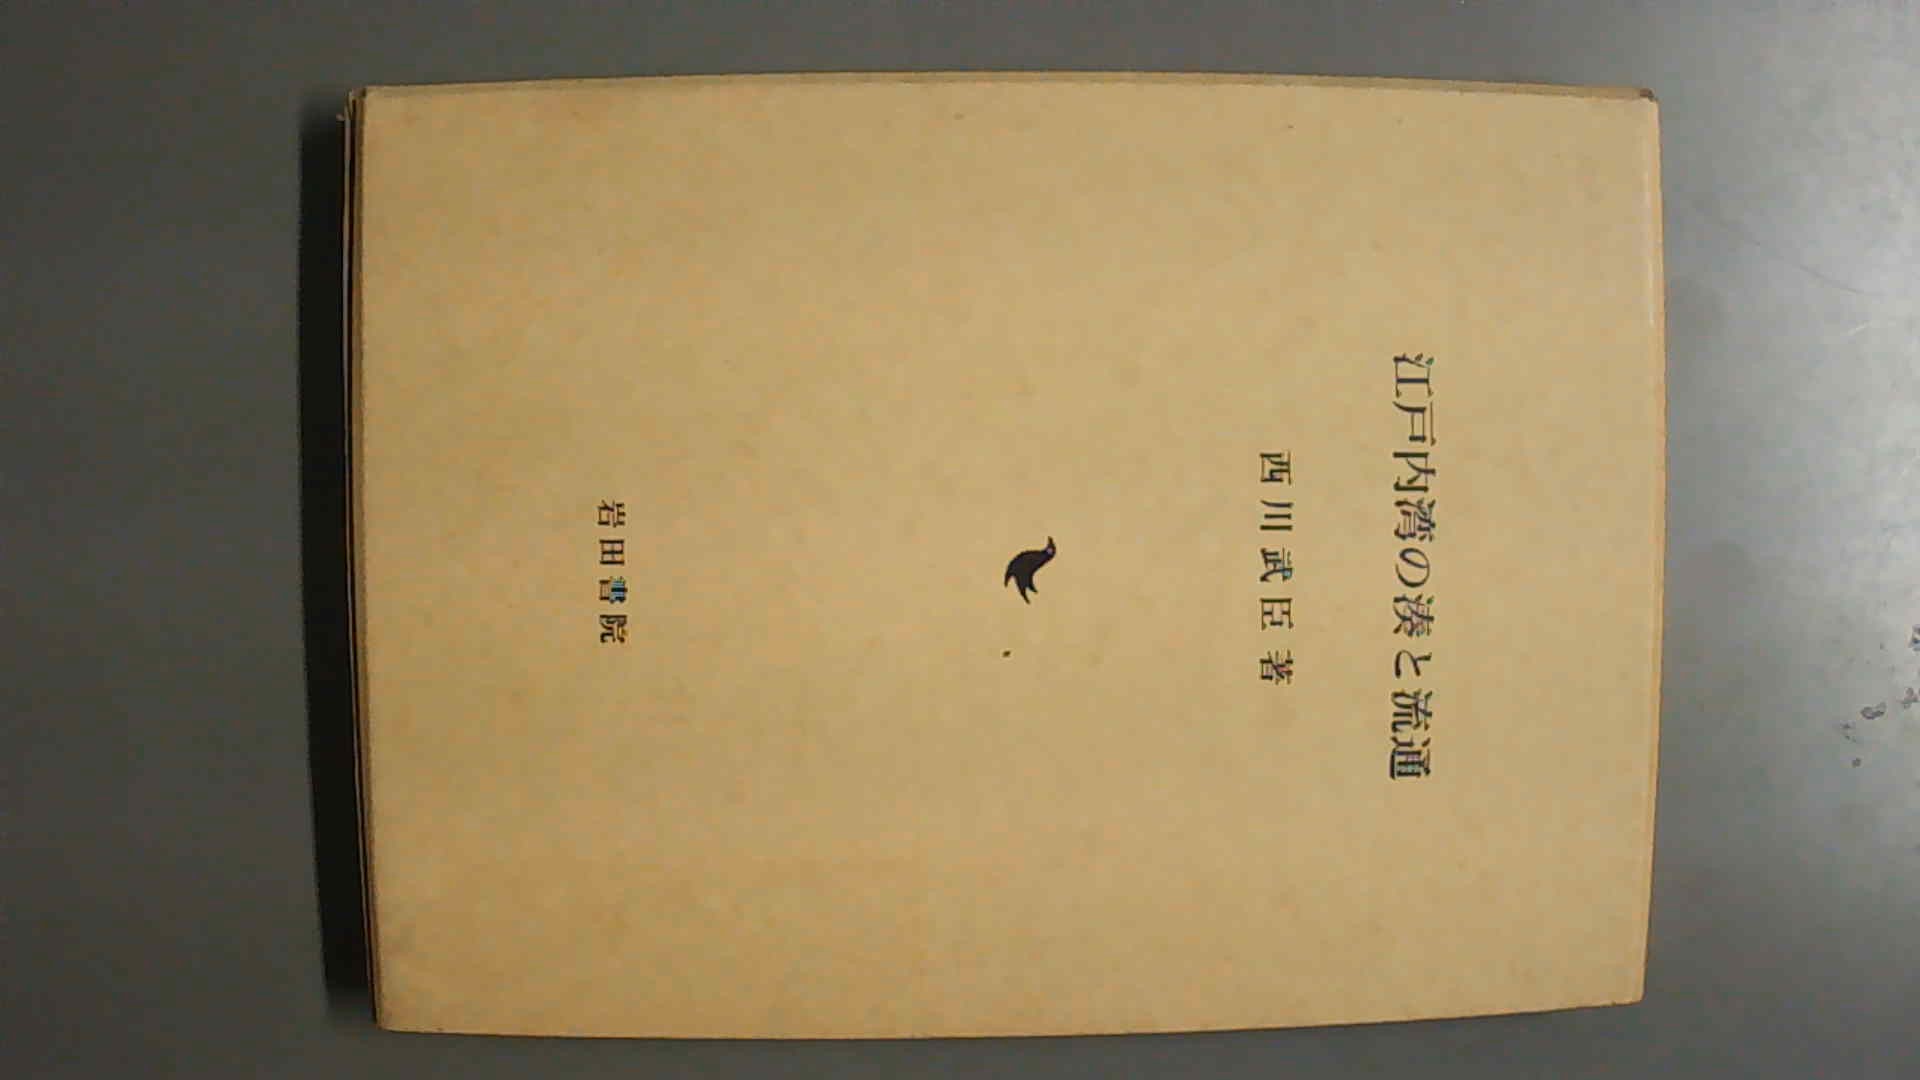 江戸内湾の湊と流通
西川武臣著
岩田書院